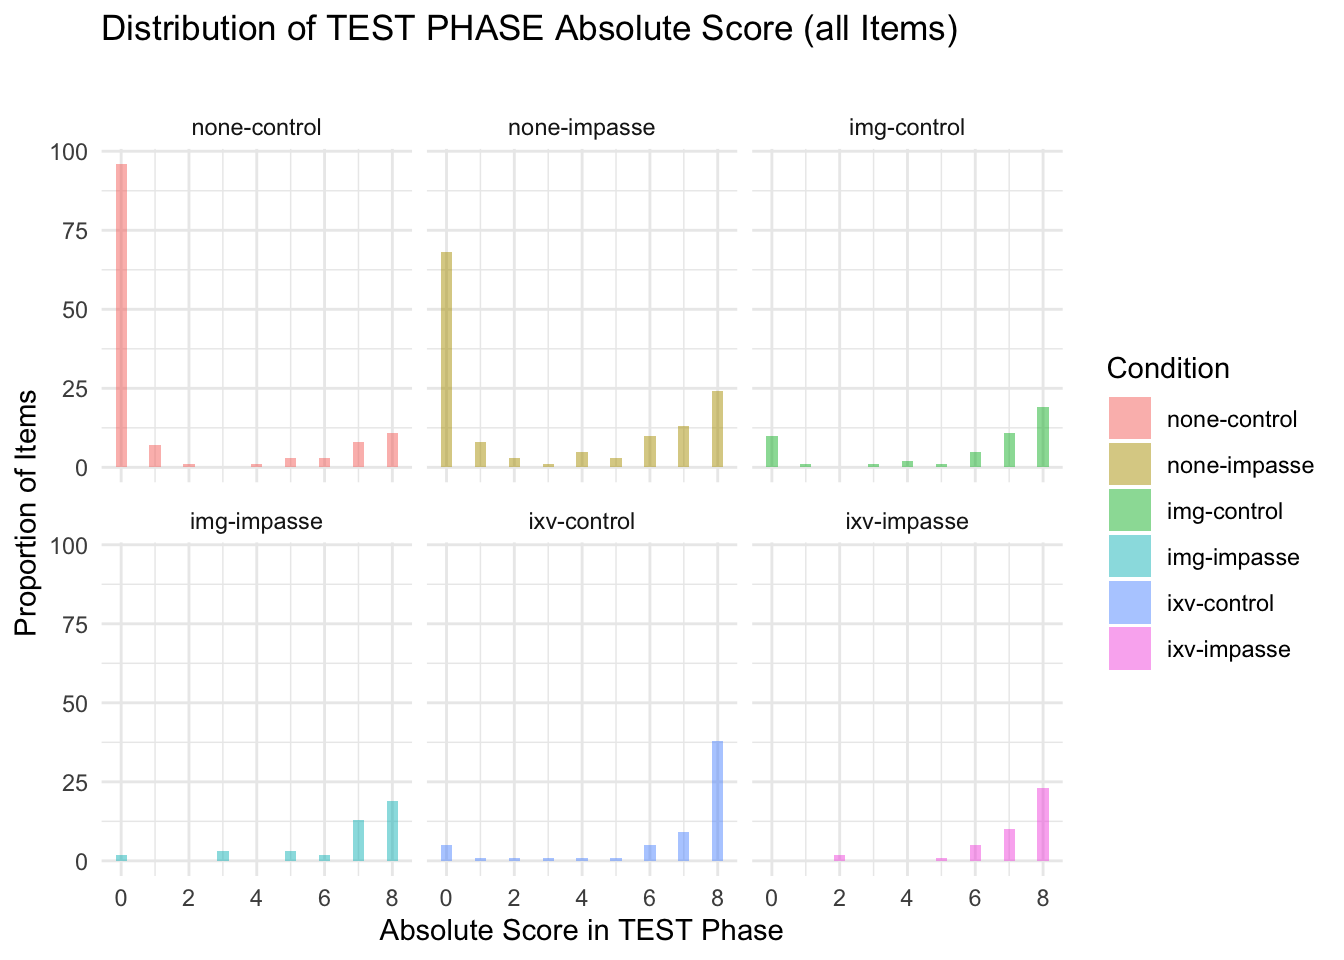 Distribution of TEST PHASE Absolute Score (all Items)
none-control
none-impasse
img-control
100
75
50
25
0
img-impasse
ixv-control
ixv-impasse
100
75
50
25
0
0 2 4 6 8
0 2 4 6 8
0 2 4 6 8
Absolute Score in TEST Phase
Proportion of Items
Condition
none-control
none-impasse
img-control
img-impasse
ixv-control
ixv-impasse